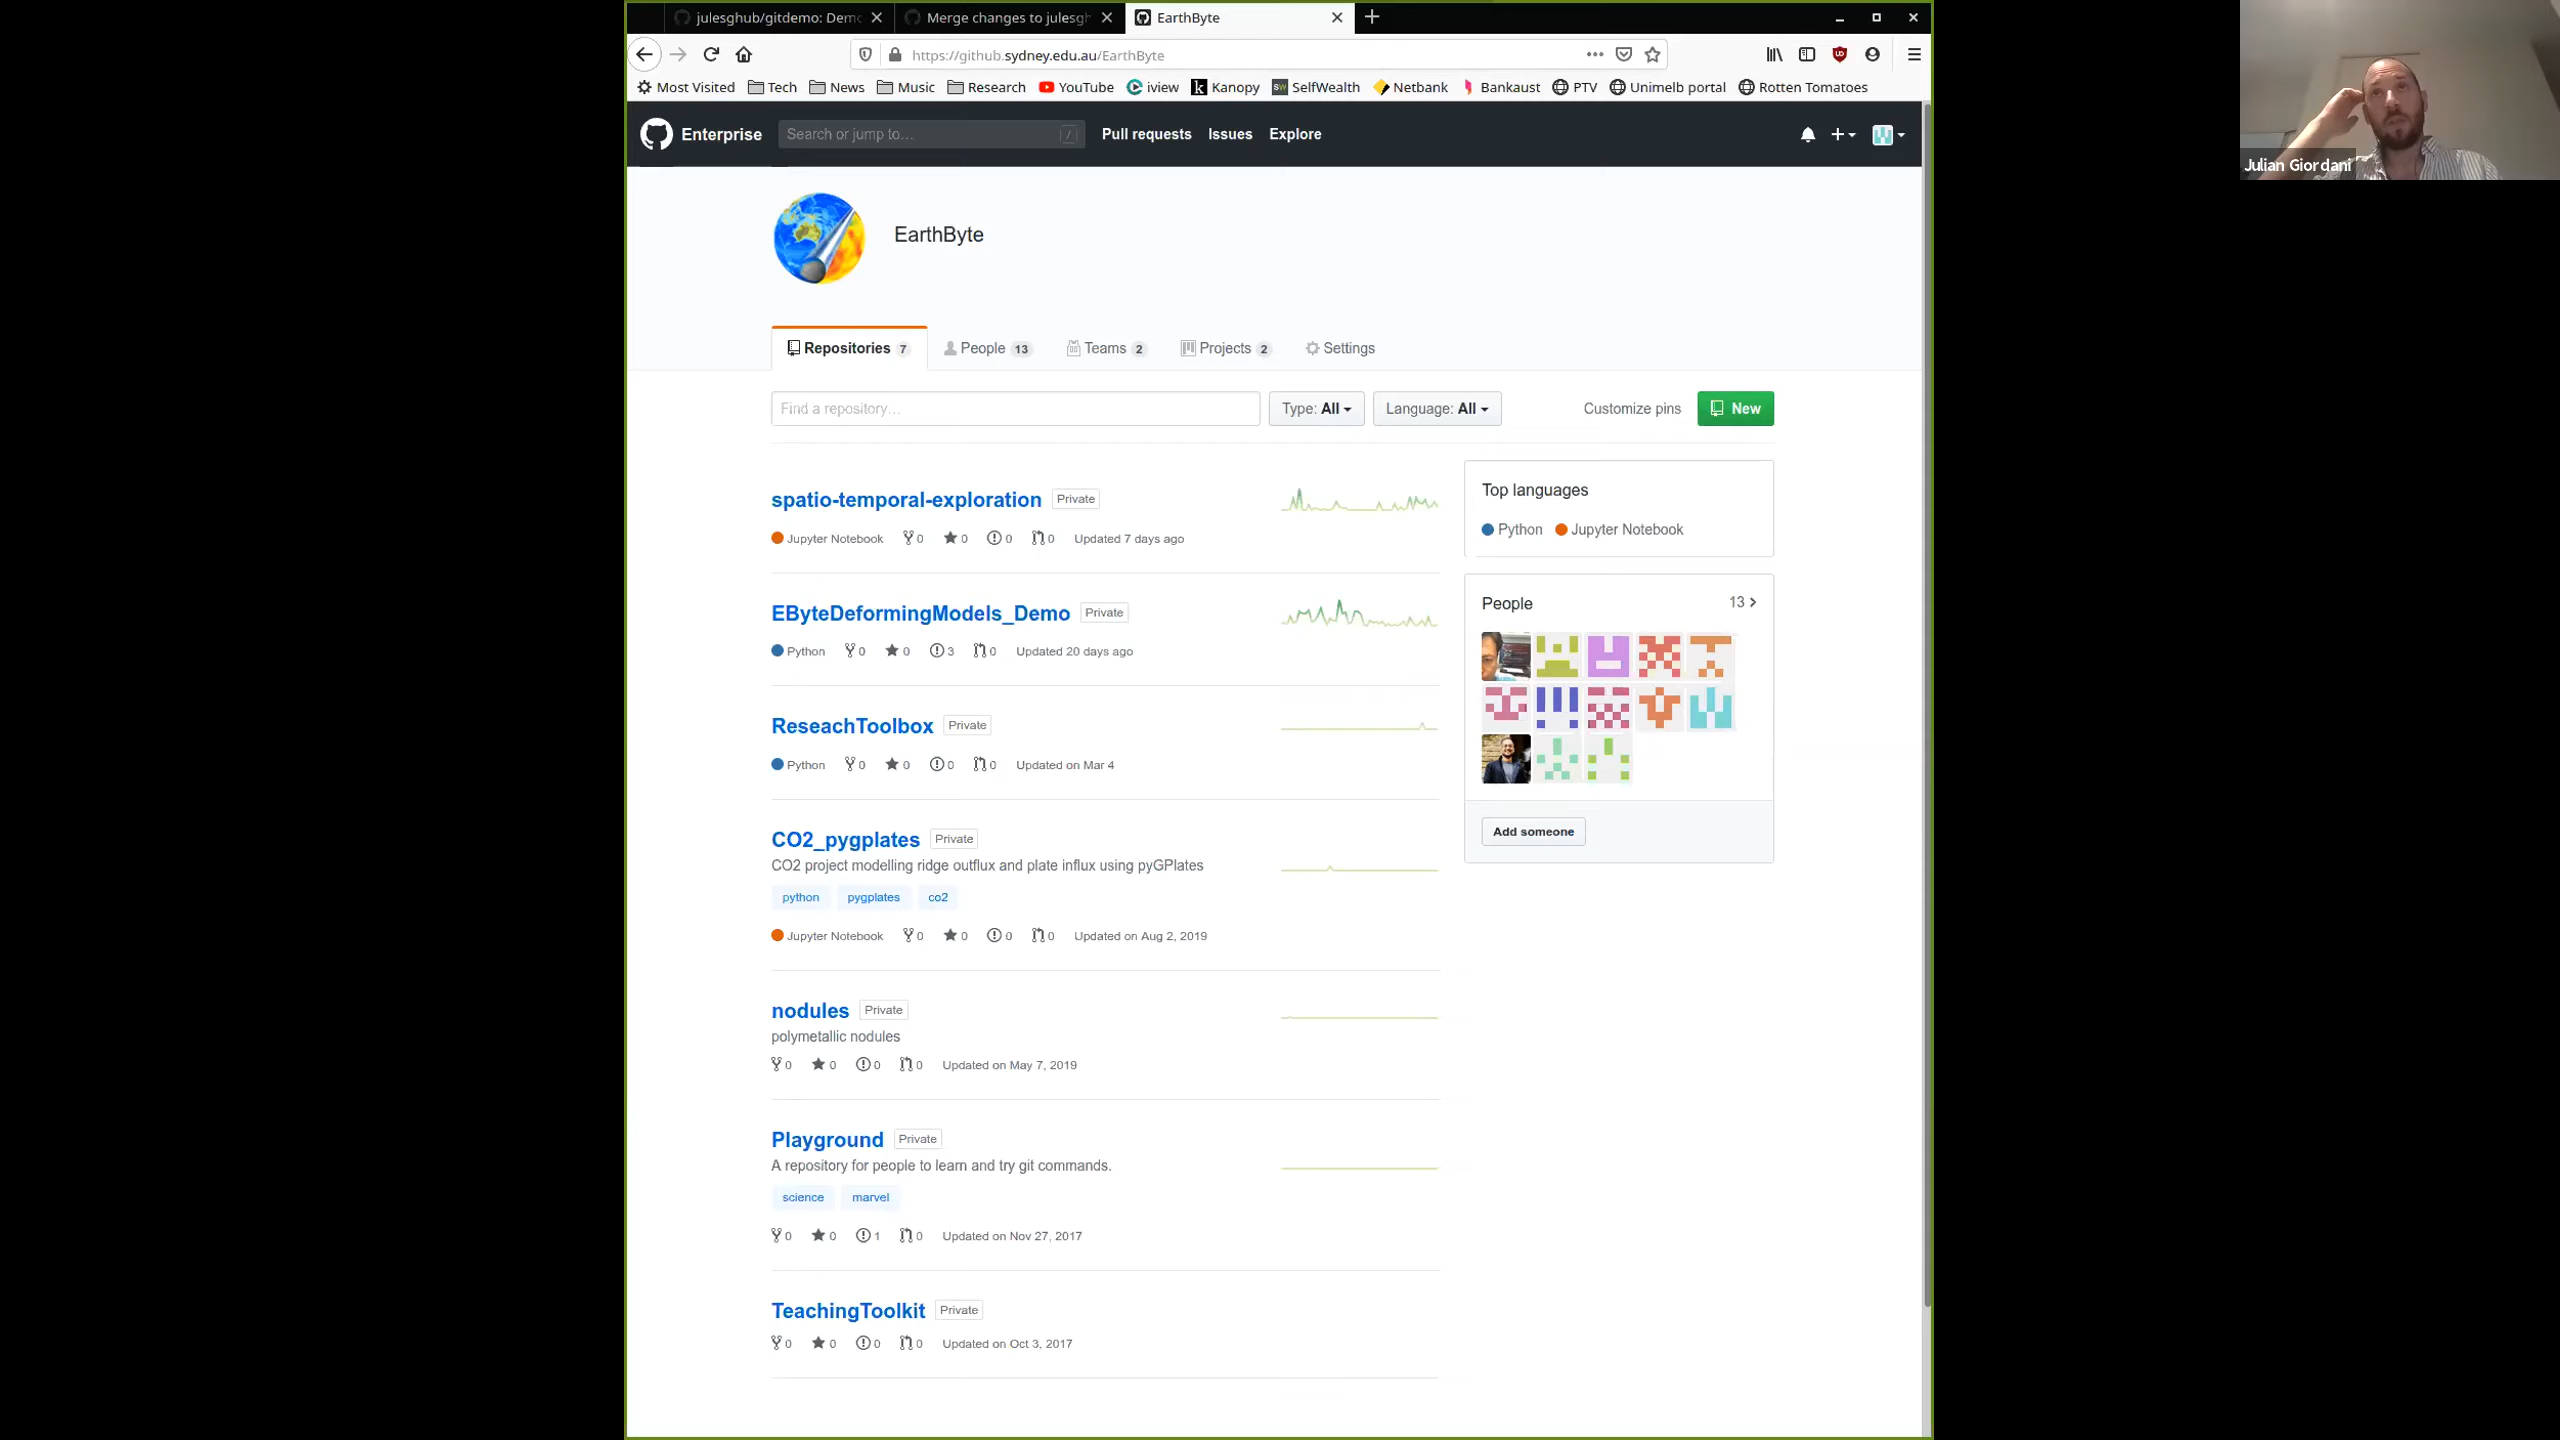 julesghub/gitdemo: Demo
Merge changes to julesgh
EarthByte
https://github.sydney.edu.au/EarthByte
Most Visited Tech News Music Research YouTube iview Kanopy SelfWealth Netbank Bankaust PTV Unimelb portal Rotten Tomatoes
Enterprise Search or jump to… / Pull requests Issues Explore
Julian Giordani
EarthByte
Repositories 7 People 13 Teams 2 Projects 2 Settings
Find a repository… Type: All Language: All Customize pins New
spatio-temporal-exploration Private
Jupyter Notebook 0 0 0 0 Updated 7 days ago
EByteDeformingModels_Demo Private
Python 0 0 3 0 Updated 20 days ago
ReseachToolbox Private
Python 0 0 0 0 Updated on Mar 4
CO2_pygplates Private
CO2 project modelling ridge outflux and plate influx using pyGPlates
python pygplates co2
Jupyter Notebook 0 0 0 0 Updated on Aug 2, 2019
nodules Private
polymetallic nodules
0 0 0 0 Updated on May 7, 2019
Playground Private
A repository for people to learn and try git commands.
science marvel
0 0 1 0 Updated on Nov 27, 2017
TeachingToolkit Private
0 0 0 0 Updated on Oct 3, 2017
Top languages
Python Jupyter Notebook
People 13
Add someone